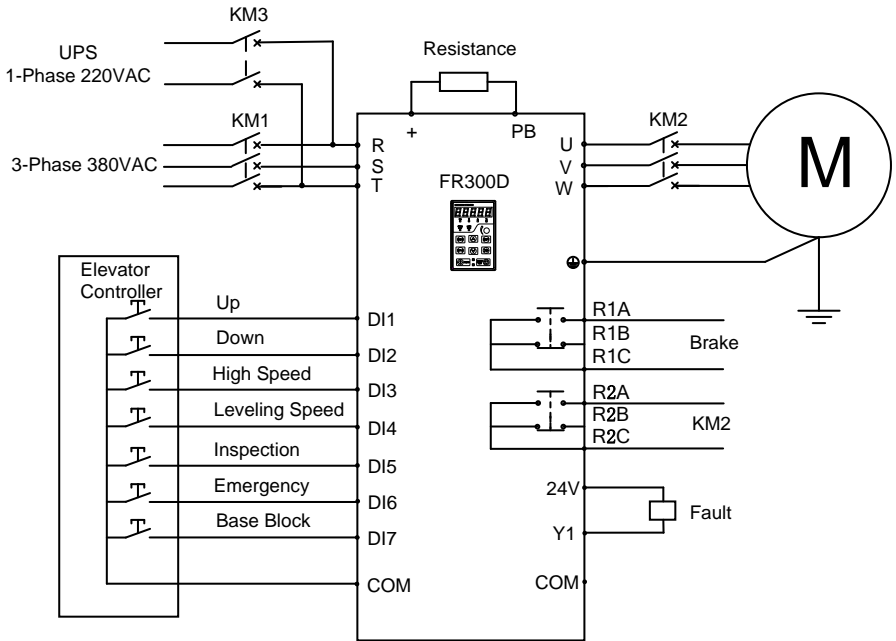 KM3
UPS
1-Phase 220VAC
Resistance
KM1
+
PB
KM2
3-Phase 380VAC
R
S
T
U
V
W
FR300D
M
Elevator
Controller
Up
DI1
Down
DI2
High Speed
DI3
Leveling Speed
DI4
Inspection
DI5
Emergency
DI6
Base Block
DI7
COM
R1A
R1B
R1C
Brake
R2A
R2B
R2C
KM2
24V
Y1
Fault
COM